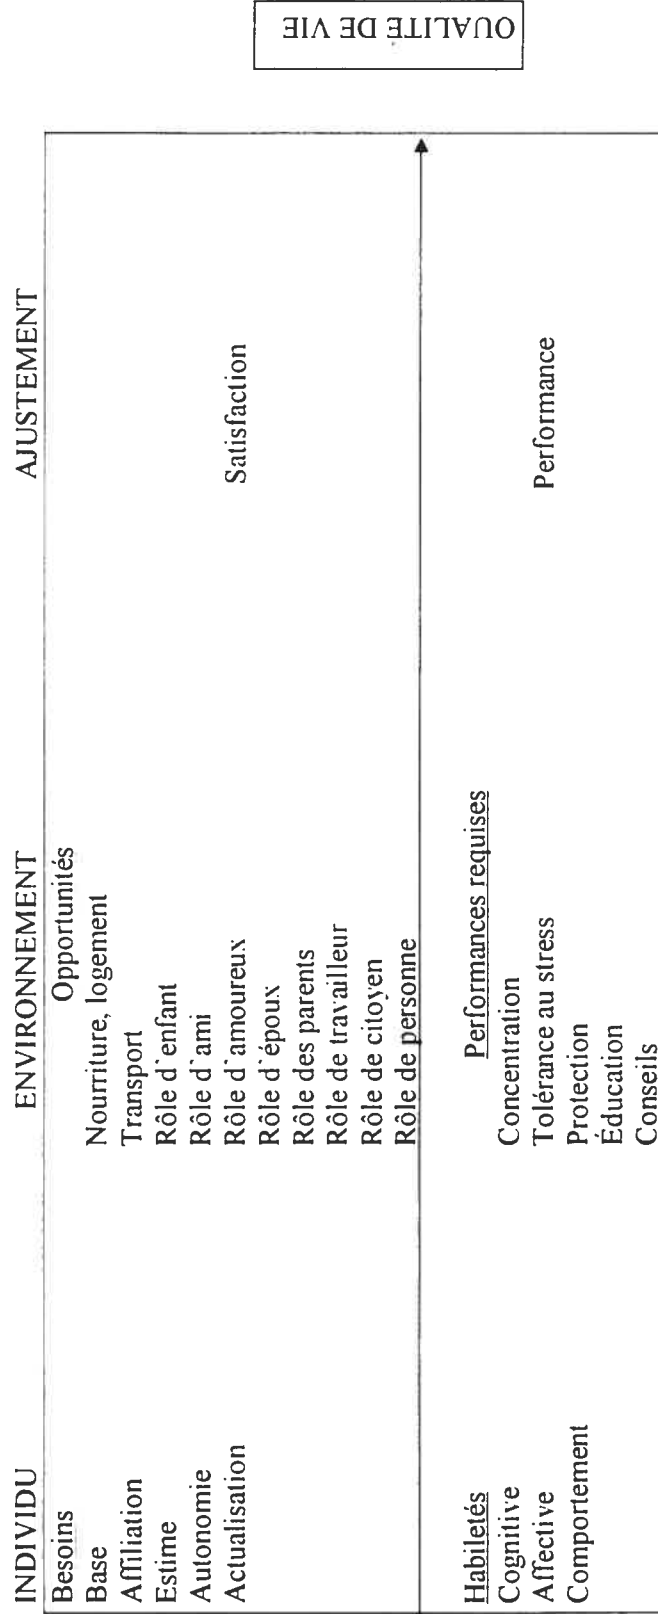 INDIVIDU ENVIRONNEMENT AJUSTEMENT
Besoins Opportunités
Base Nourriture, logement
Affiliation Transport
Estime Rôle d`enfant
Autonomie Rôle d`ami
Actualisation Rôle d`amoureux Satisfaction
Rôle d`époux
Rôle des parents
Rôle de travailleur
Rôle de citoyen
Rôle de personne
Habiletés Performances requises
Cognitive Concentration
Affective Tolérance au stress Performance
Comportement Protection
Éducation
Conseils
QUALITE DE VIE